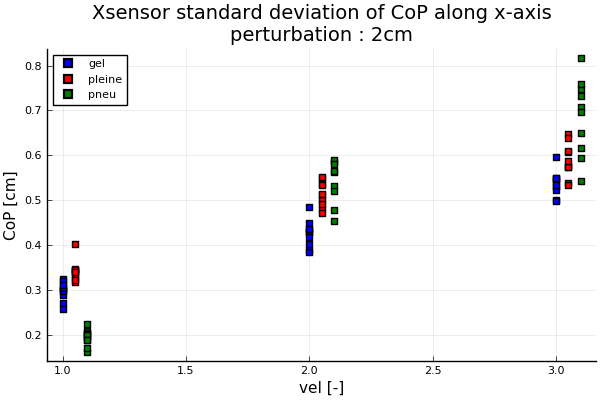 Xsensor standard deviation of CoP along x-axis
perturbation : 2cm
gel
pleine
pneu
CoP [cm]
0.8
0.7
0.6
0.5
0.4
0.3
0.2
1.0
1.5
2.0
2.5
3.0
vel [-]